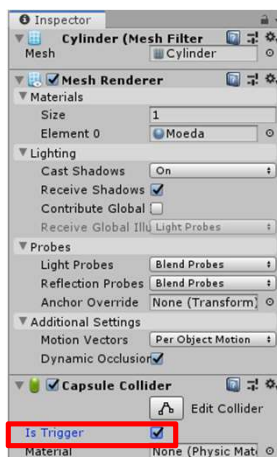 Inspector
Cylinder (Mesh Filter
Mesh Cylinder
Mesh Renderer
Materials
Size 1
Element 0 Moeda
Lighting
Cast Shadows On
Receive Shadows
Contribute Global
Receive Global Illu Light Probes
Probes
Light Probes Blend Probes
Reflection Probes Blend Probes
Anchor Override None (Transform)
Additional Settings
Motion Vectors Per Object Motion
Dynamic Occlusion
Capsule Collider
Edit Collider
Is Trigger
Material None (Physic Mate